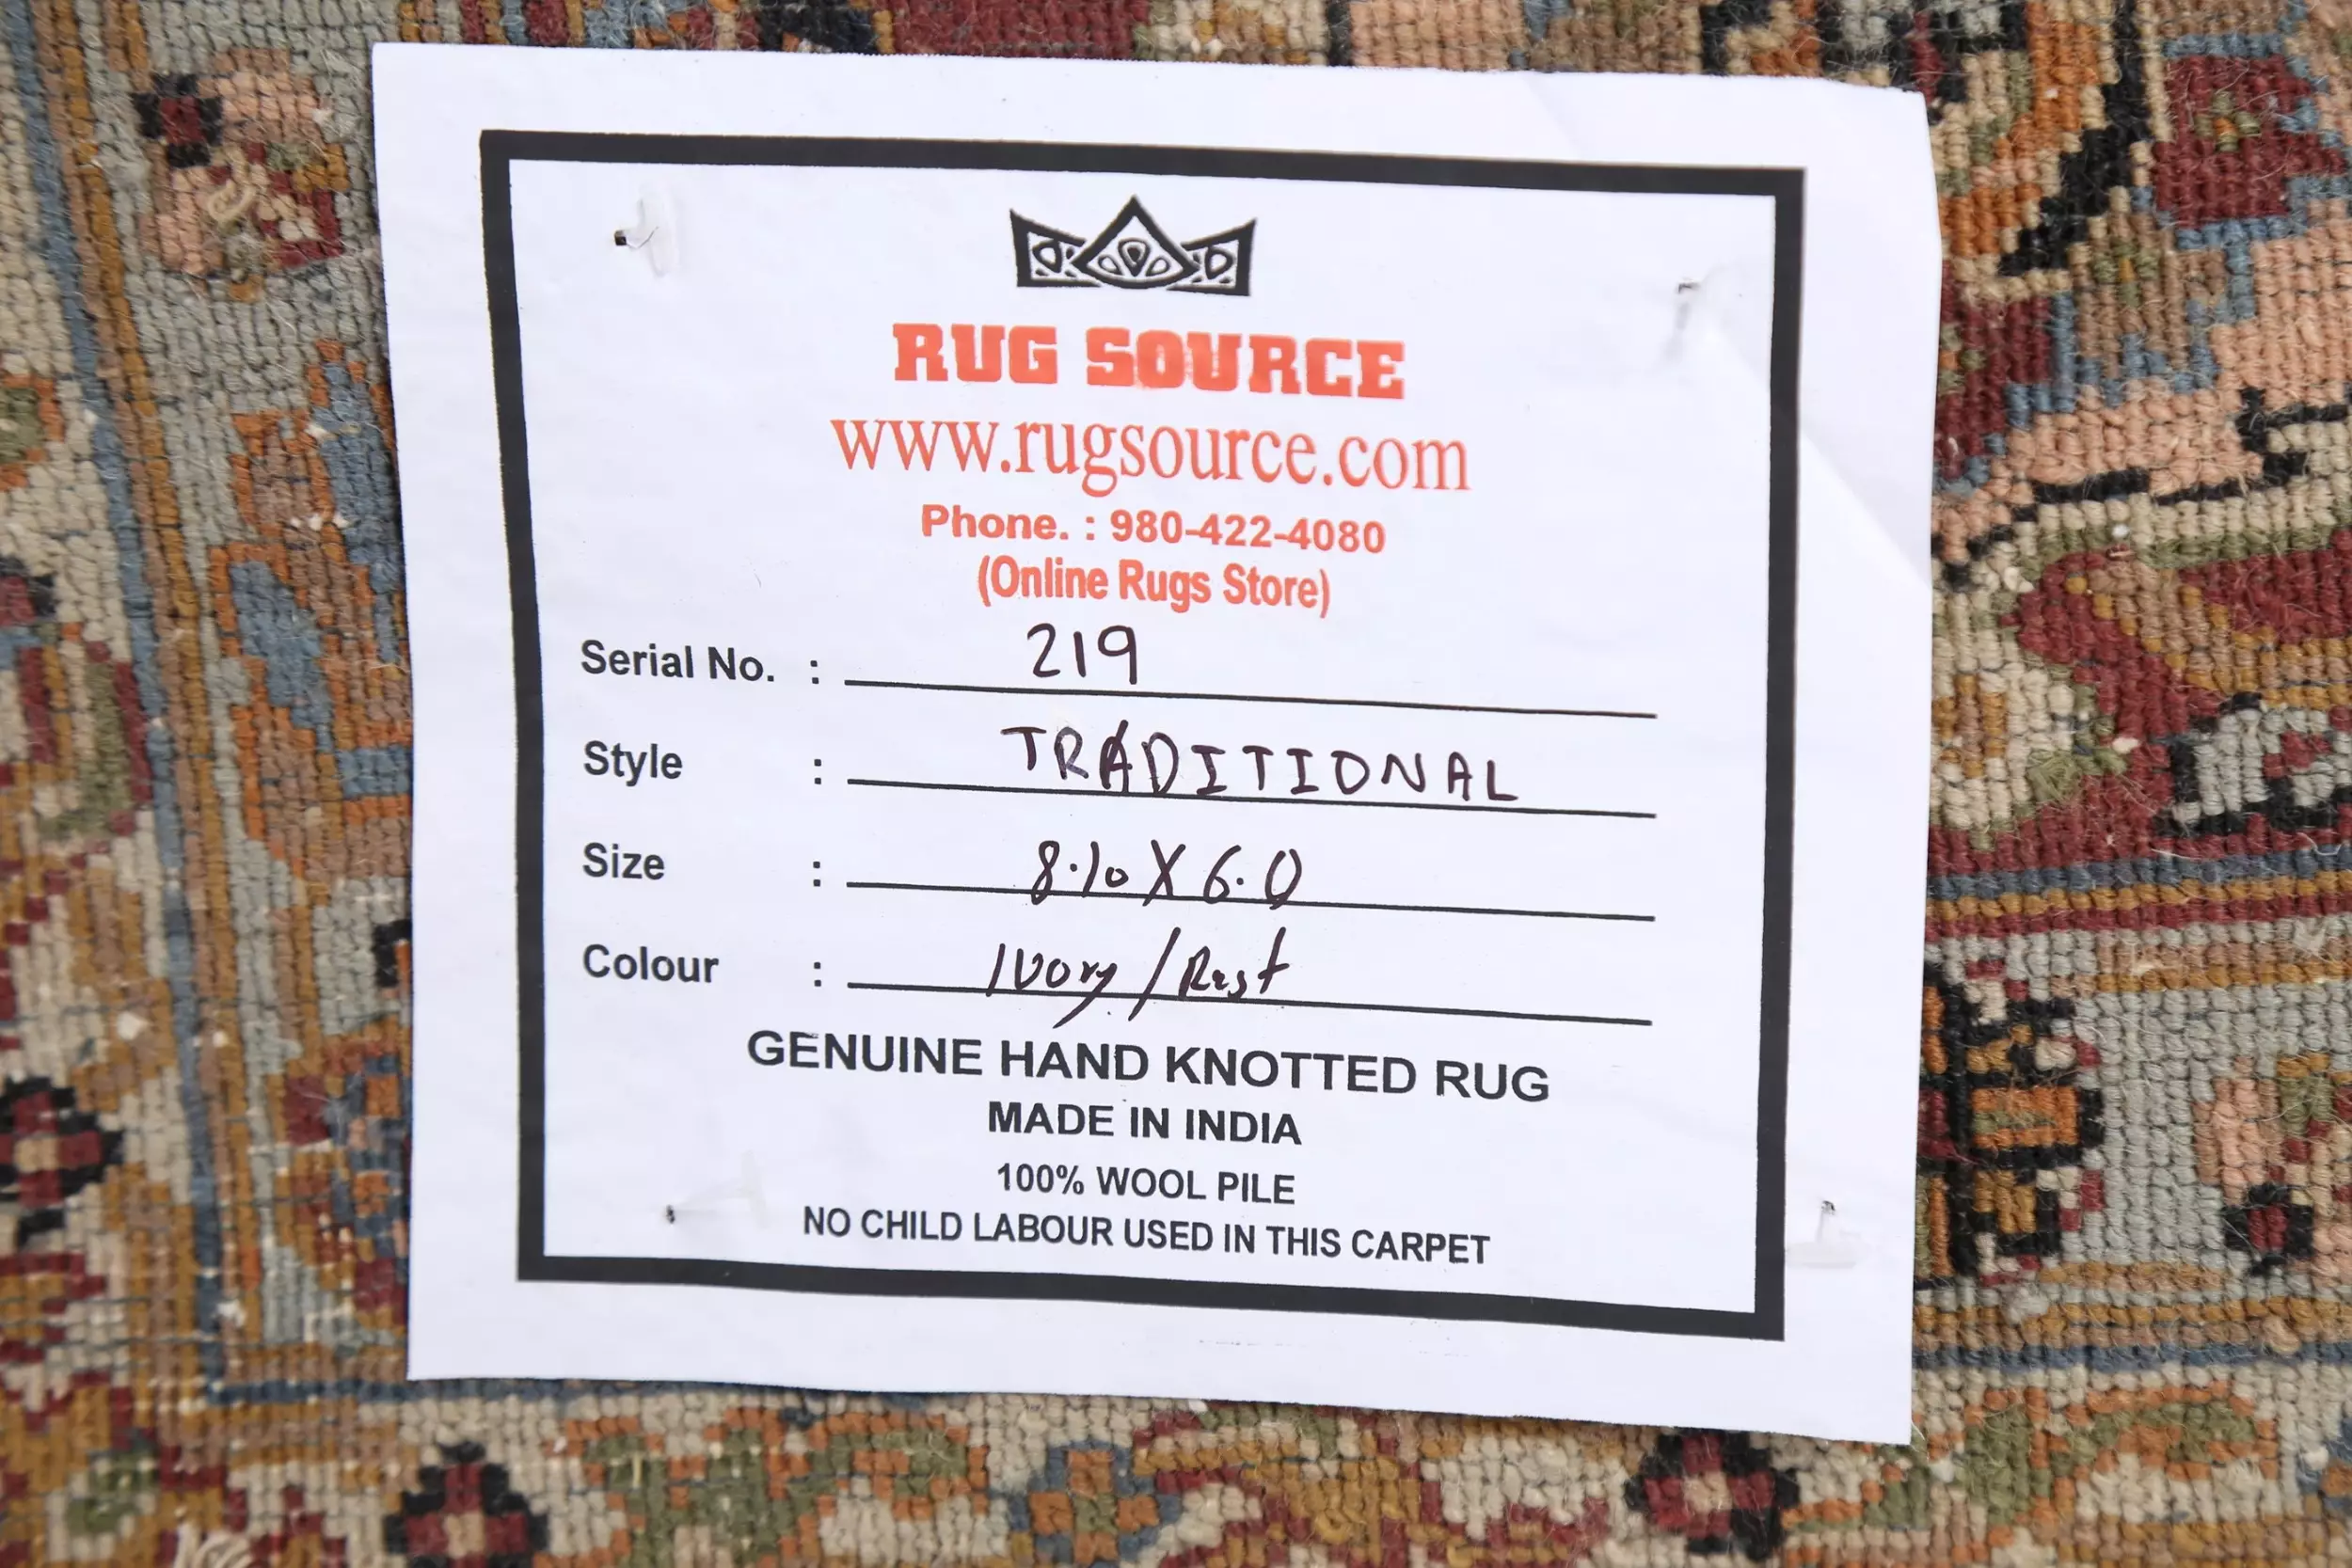 RUG SOURCE
www.rugsource.com
Phone. : 980-422-4080
(Online Rugs Store)
Serial No. : 219
Style : TRADITIONAL
Size : 8.10 X 6.0
Colour : Ivory / Rust
GENUINE HAND KNOTTED RUG
MADE IN INDIA
100% WOOL PILE
NO CHILD LABOUR USED IN THIS CARPET